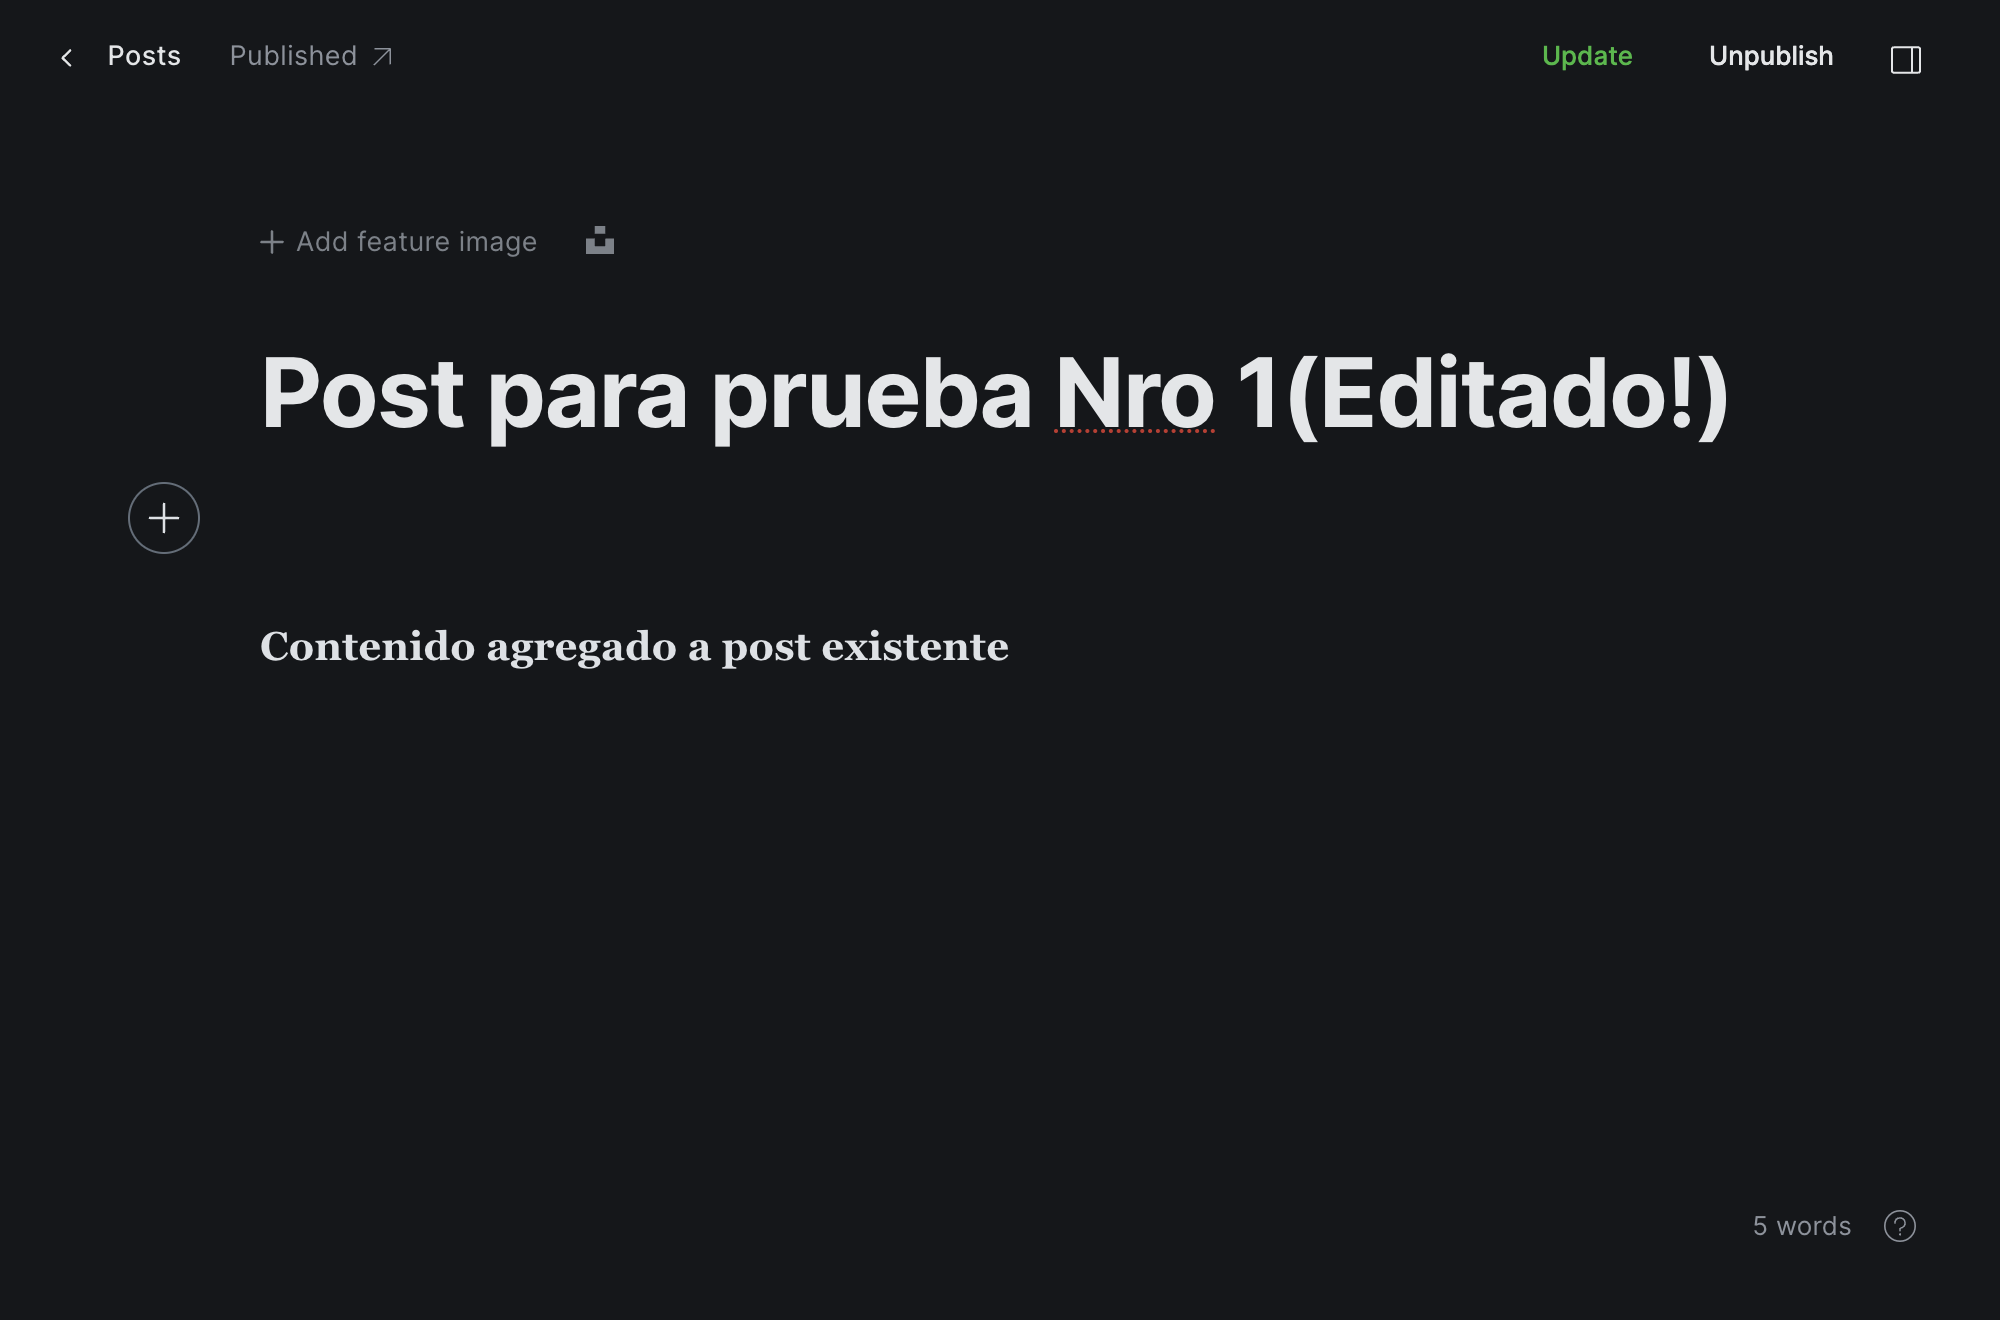 Posts Published Update Unpublish
Add feature image
Post para prueba Nro 1(Editado!)
Contenido agregado a post existente
5 words ?